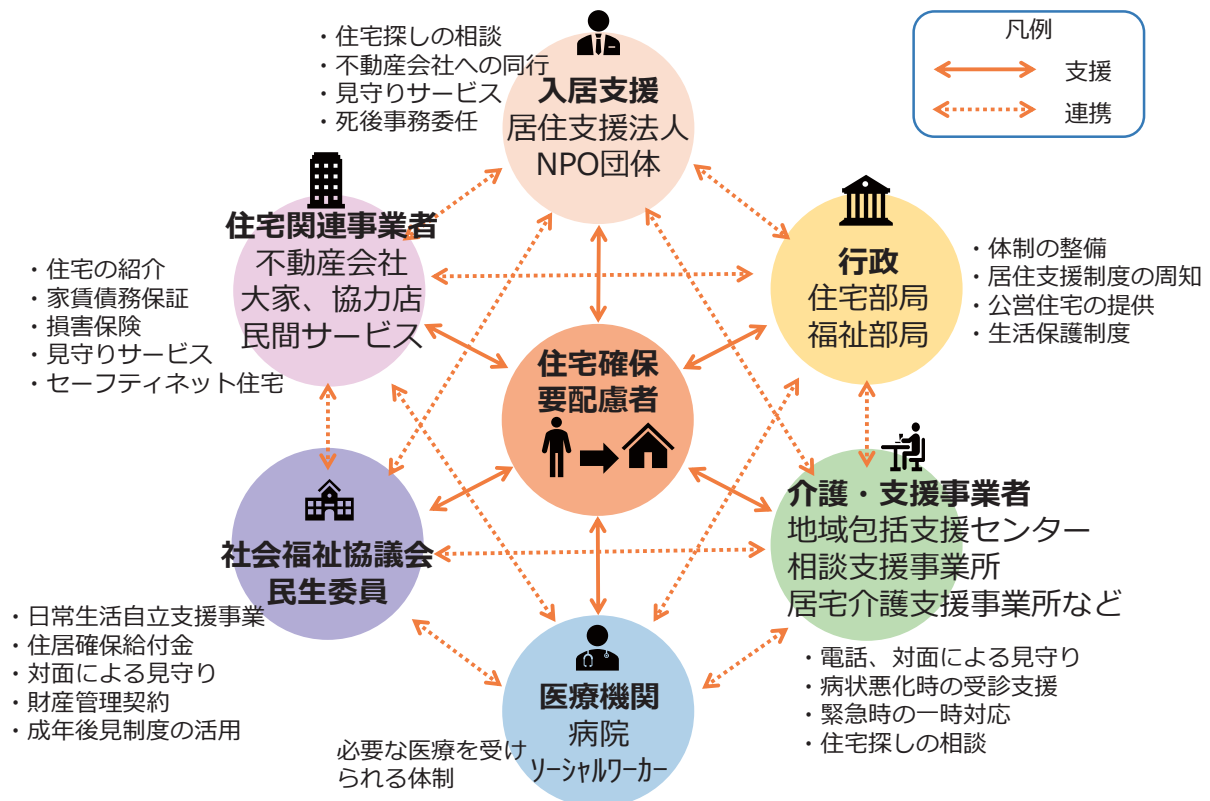 ・住宅探しの相談
・不動産会社への同行
・見守りサービス
・死後事務委任
入居支援
居住支援法人
NPO団体
凡例
支援
連携
住宅関連事業者
不動産会社
大家、協力店
民間サービス
・住宅の紹介
・家賃債務保証
・損害保険
・見守りサービス
・セーフティネット住宅
行政
住宅部局
福祉部局
・体制の整備
・居住支援制度の周知
・公営住宅の提供
・生活保護制度
住宅確保
要配慮者
社会福祉協議会
民生委員
・日常生活自立支援事業
・住居確保給付金
・対面による見守り
・財産管理契約
・成年後見制度の活用
介護・支援事業者
地域包括支援センター
相談支援事業所
居宅介護支援事業所など
・電話、対面による見守り
・病状悪化時の受診支援
・緊急時の一時対応
・住宅探しの相談
医療機関
病院
ｿｰｼｬﾙﾜｰｶｰ
必要な医療を受け
られる体制